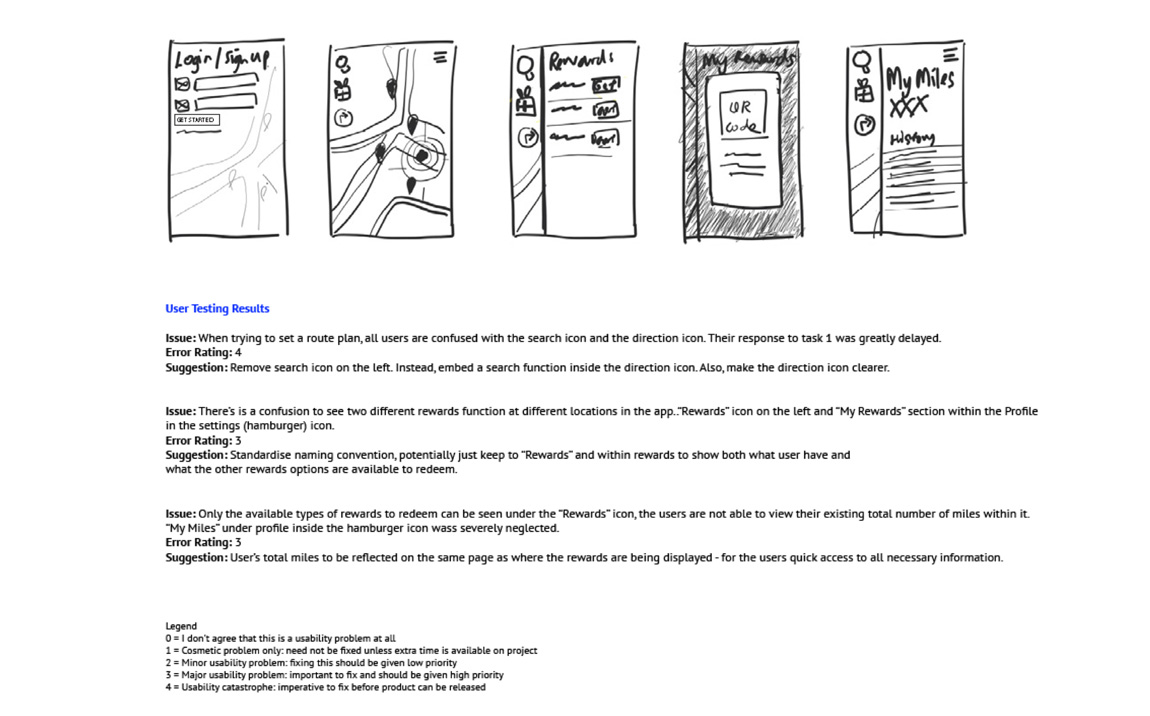 Login/Sign up
GET STARTED
Rewards
Get
My Rewards
QR
Code
My Miles
XXX
History
User Testing Results
Issue: When trying to set a route plan, all users are confused with the search icon and the direction icon. Their response to task 1 was greatly delayed.
Error Rating: 4
Suggestion: Remove search icon on the left. Instead, embed a search function inside the direction icon. Also, make the direction icon clearer.
Issue: There's is a confusion to see two different rewards function at different locations in the app.."Rewards" icon on the left and "My Rewards" section within the Profile
in the settings (hamburger) icon.
Error Rating: 3
Suggestion: Standardise naming convention, potentially just keep to "Rewards" and within rewards to show both what user have and
what the other rewards options are available to redeem.
Issue: Only the available types of rewards to redeem can be seen under the "Rewards" icon, the users are not able to view their existing total number of miles within it.
"My Miles" under profile inside the hamburger icon wass severely neglected.
Error Rating: 3
Suggestion: User's total miles to be reflected on the same page as where the rewards are being displayed - for the users quick access to all necessary information.
Legend
0 = I don't agree that this is a usability problem at all
1 = Cosmetic problem only: need not be fixed unless extra time is available on project
2 = Minor usability problem: fixing this should be given low priority
3 = Major usability problem: important to fix and should be given high priority
4 = Usability catastrophe: imperative to fix before product can be released